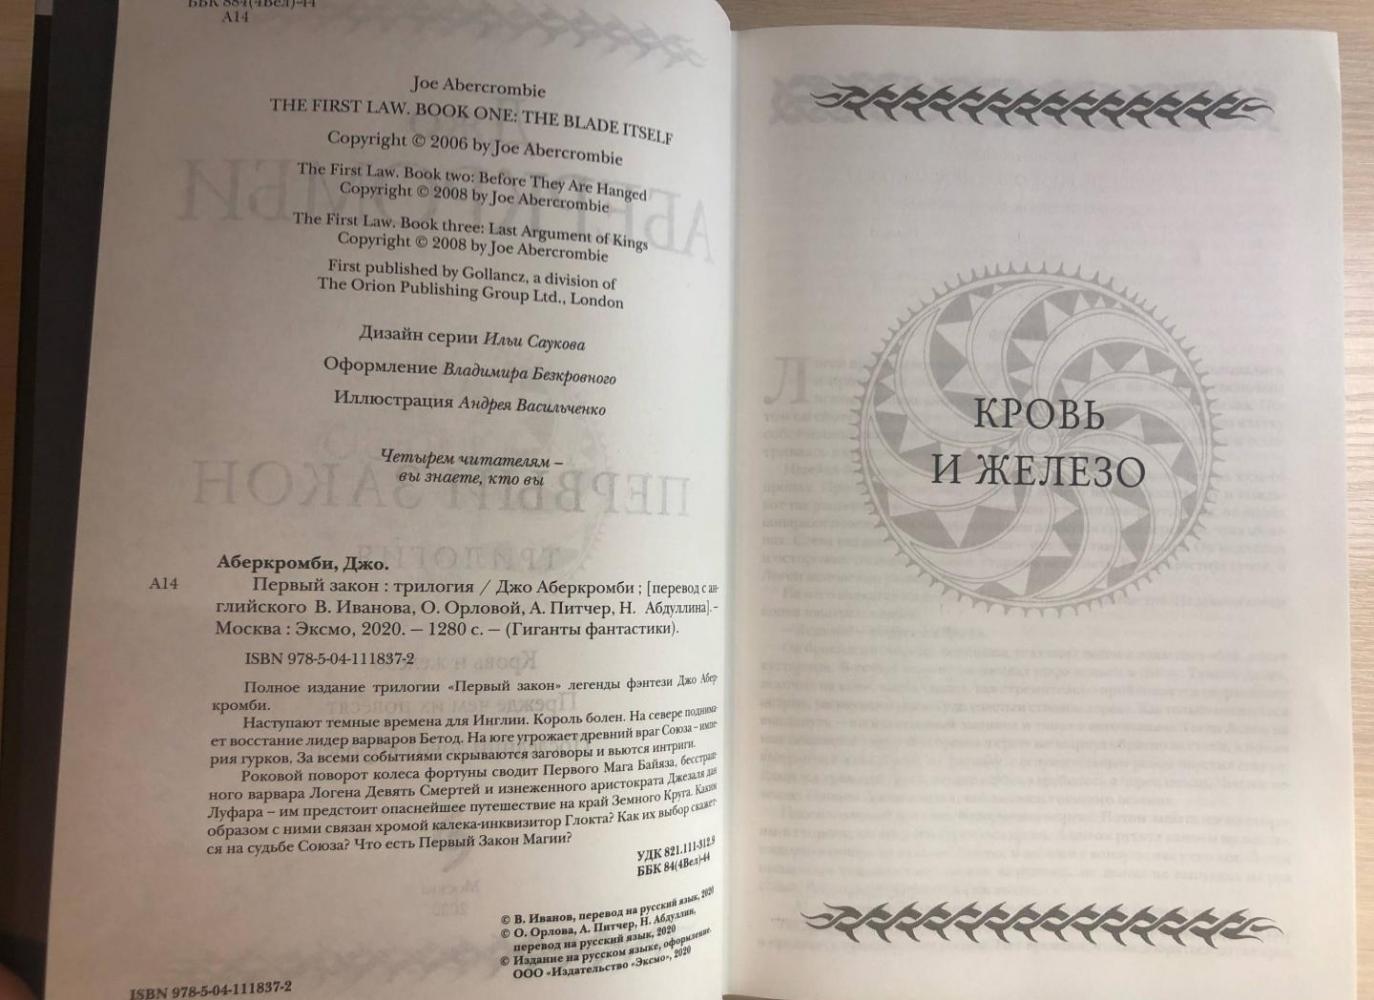 ББК 84(4Вел)-44
А14
Joe Abercrombie
THE FIRST LAW. BOOK ONE: THE BLADE ITSELF
Copyright © 2006 by Joe Abercrombie
The First Law. Book two: Before They Are Hanged
Copyright © 2008 by Joe Abercrombie
The First Law. Book three: Last Argument of Kings
Copyright © 2008 by Joe Abercrombie
First published by Gollancz, a division of
The Orion Publishing Group Ltd., London
Дизайн серии Ильи Саукова
Оформление Владимира Безкровного
Иллюстрация Андрея Васильченко
Четырем читателям –
вы знаете, кто вы
Аберкромби, Джо.
А14 Первый закон : трилогия / Джо Аберкромби ; [перевод с ан-
глийского В. Иванова, О. Орловой, А. Питчер, Н. Абдуллина]. –
Москва : Эксмо, 2020. — 1280 с. — (Гиганты фантастики).
ISBN 978-5-04-111837-2
Полное издание трилогии «Первый закон» легенды фэнтези Джо Абер-
кромби.
Наступают темные времена для Инглии. Король болен. На севере поднима-
ет восстание лидер варваров Бетод. На юге угрожает древний враг Союза – импе-
рия гурков. За всеми событиями скрываются заговоры и вьются интриги.
Роковой поворот колеса фортуны сводит Первого Мага Байяза, бесстраш-
ного варвара Логена Девять Смертей и изнеженного аристократа Джезаля дан
Луфара – им предстоит опаснейшее путешествие на край Земного Круга. Каким
образом с ними связан хромой калека-инквизитор Глокта? Как их выбор скажет-
ся на судьбе Союза? Что есть Первый Закон Магии?
УДК 821.111-312.9
ББК 84(4Вел)-44
© В. Иванов, перевод на русский язык, 2020
© О. Орлова, А. Питчер, Н. Абдуллин,
перевод на русский язык, 2020
© Издание на русском языке, оформление.
ООО «Издательство «Эксмо», 2020
ISBN 978-5-04-111837-2
КРОВЬ
И ЖЕЛЕЗО